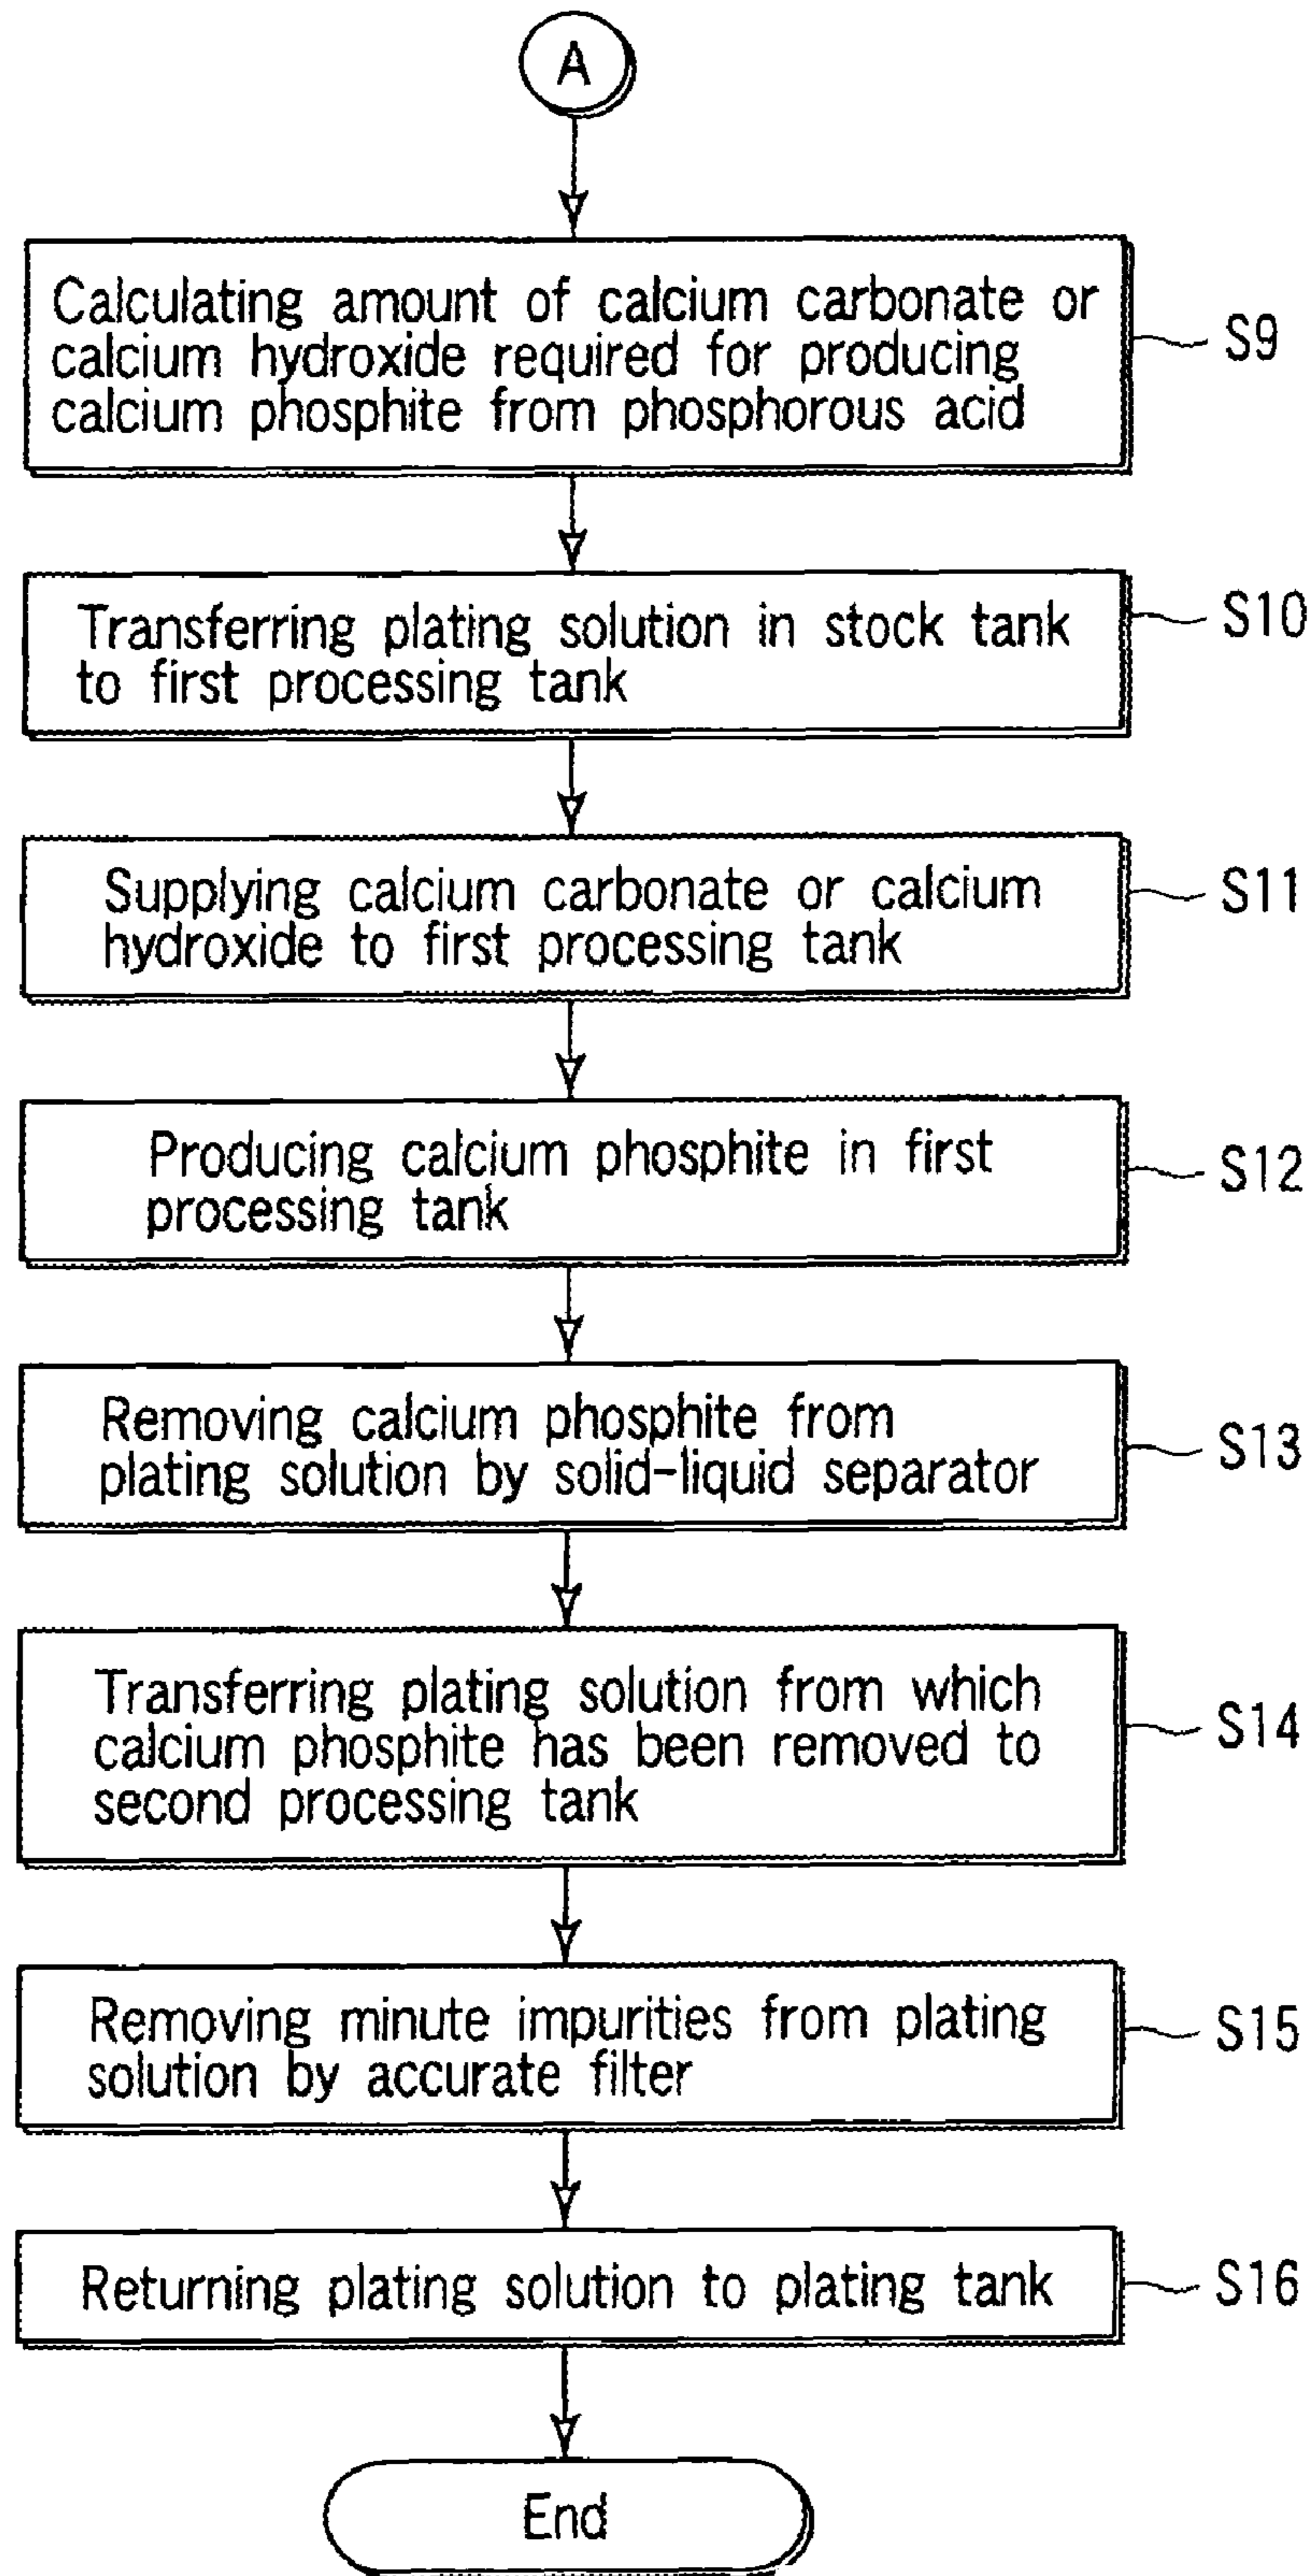 A
Calculating amount of calcium carbonate or
calcium hydroxide required for producing
calcium phosphite from phosphorous acid
S9
Transferring plating solution in stock tank
to first processing tank
S10
Supplying calcium carbonate or calcium
hydroxide to first processing tank
S11
Producing calcium phosphite in first
processing tank
S12
Removing calcium phosphite from
plating solution by solid-liquid separator
S13
Transferring plating solution from which
calcium phosphite has been removed to
second processing tank
S14
Removing minute impurities from plating
solution by accurate filter
S15
Returning plating solution to plating tank
S16
End